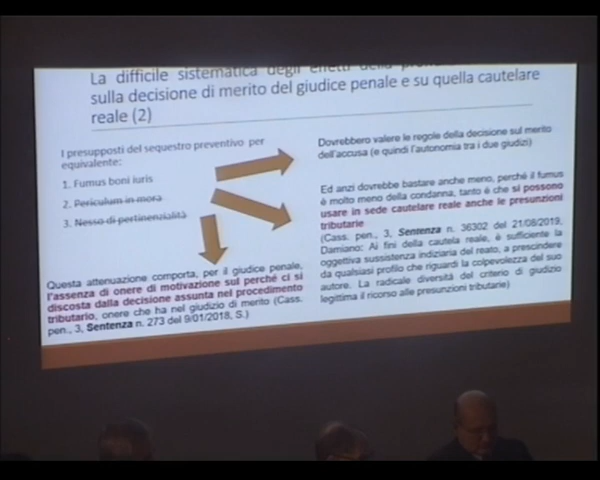 La difficile sistematica degli effetti della
sulla decisione di merito del giudice penale e su quella cautelare
reale (2)
I presupposti del sequestro preventivo per
equivalente:
1. Fumus boni iuris
2. Periculum in mora
3. Nesso di pertinenzialità
Questa attenuazione comporta, per il giudice penale,
l'assenza di onere di motivazione sul perché ci si
discosta dalla decisione assunta nel procedimento
tributario, onere che ha nel giudizio di merito (Cass.
pen., 3, Sentenza n. 273 del 9/01/2018, S.)
Dovrebbero valere le regole della decisione sul merito
dell'accusa (e quindi l'autonomia tra i due giudizi)
Ed anzi dovrebbe bastare anche meno, perché il fumus
è molto meno della condanna, tanto è che si possono
usare in sede cautelare reale anche le presunzioni
tributarie
(Cass. pen., 3, Sentenza n. 36302 del 21/08/2019,
Damiano: Ai fini della cautela reale, è sufficiente la
oggettiva sussistenza indiziaria del reato, a prescindere
da qualsiasi profilo che riguardi la colpevolezza del suo
autore. La radicale diversità del criterio di giudizio
legittima il ricorso alle presunzioni tributarie)